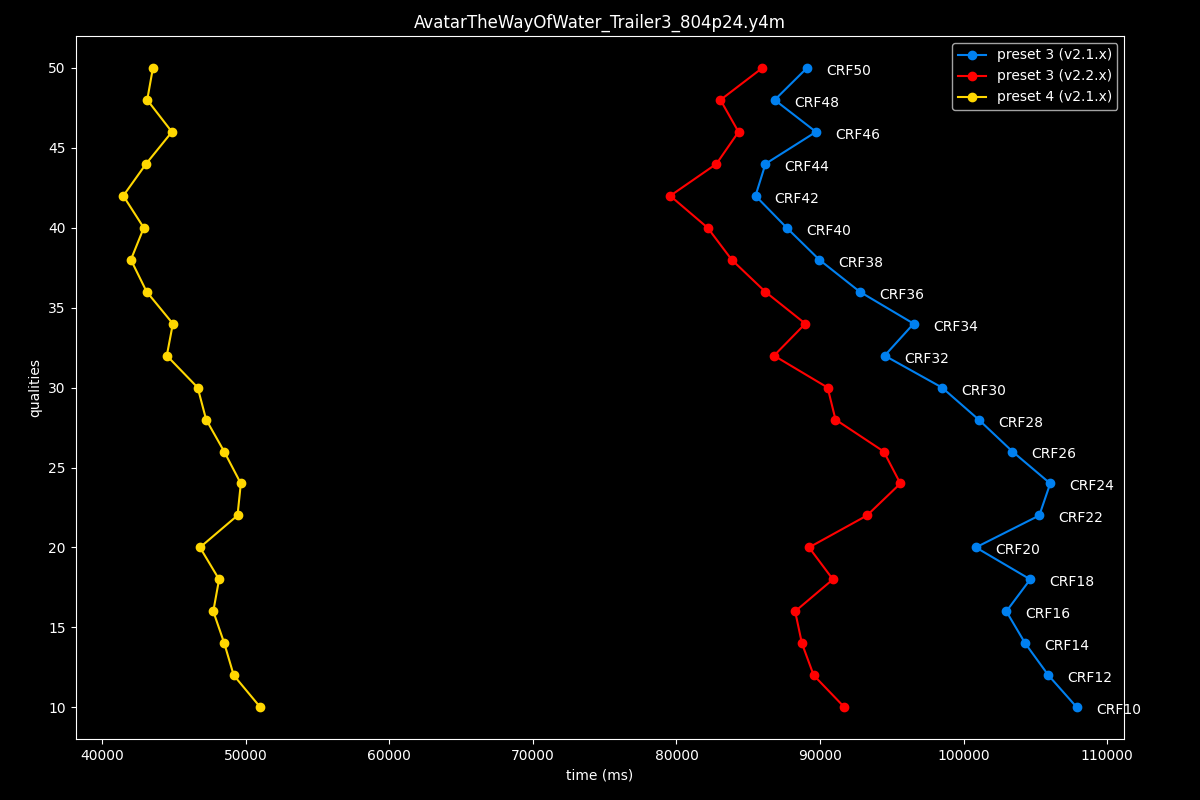 AvatarTheWayOfWater_Trailer3_804p24.y4m
preset 3 (v2.1.x)
preset 3 (v2.2.x)
preset 4 (v2.1.x)
50
CRF50
CRF48
CRF46
45
CRF44
CRF42
40
CRF40
CRF38
CRF36
35
CRF34
CRF32
30
CRF30
qualities
CRF28
CRF26
25
CRF24
CRF22
20
CRF20
CRF18
CRF16
15
CRF14
CRF12
10
CRF10
40000 50000 60000 70000 80000 90000 100000 110000
time (ms)